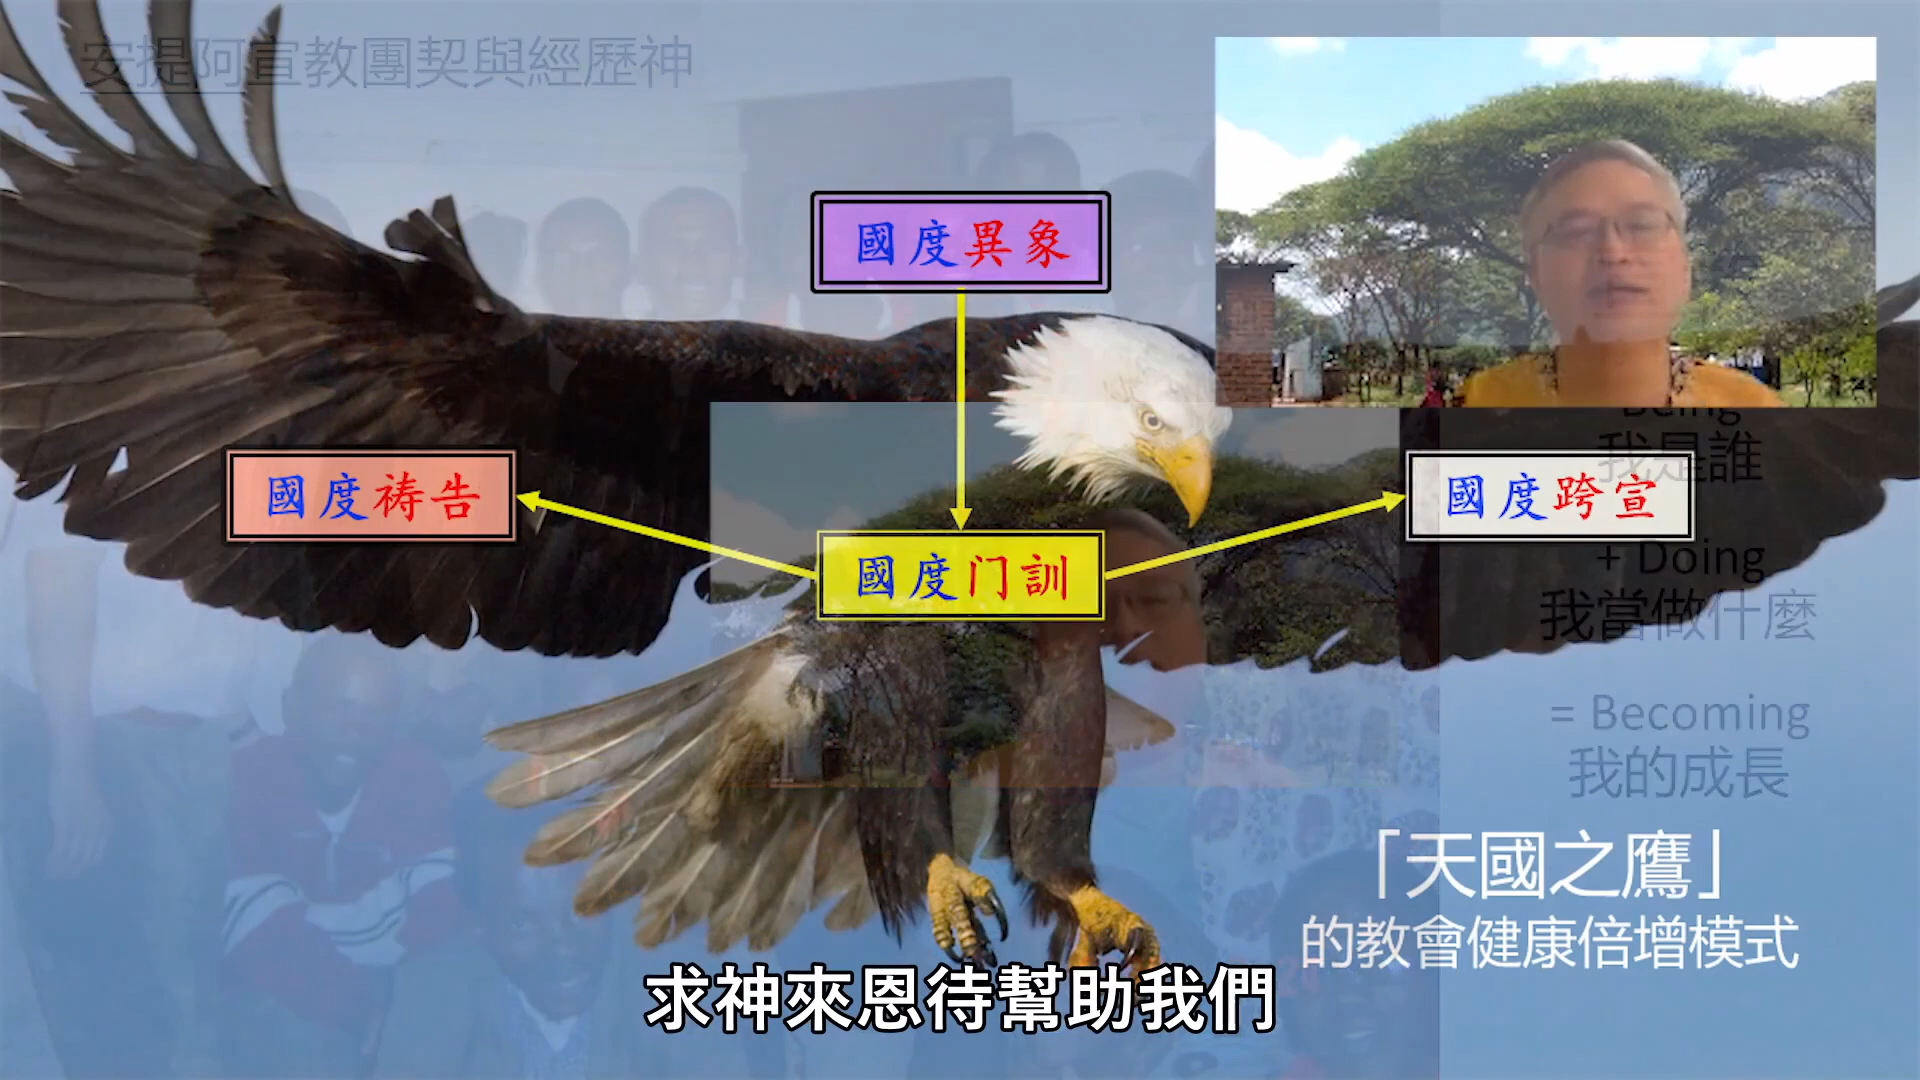 安提阿宣教團契與經歷神
國度異象
國度祷告
國度门訓
國度跨宣
Being
我是誰
+ Doing
我當做什麼
= Becoming
我的成長
「天國之鷹」
的教會健康倍增模式
求神來恩待幫助我們